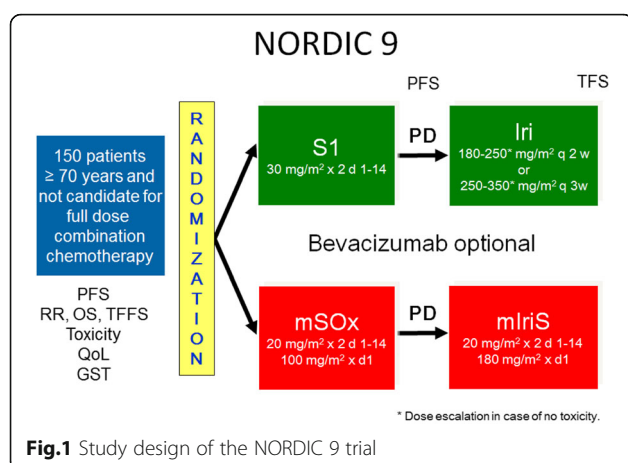 NORDIC 9
PFS
TFS
150 patients
≥ 70 years and
not candidate for
full dose
combination
chemotherapy
PFS
RR, OS, TFFS
Toxicity
QoL
GST
RANDOMIZATION
S1
30 mg/m² x 2 d 1-14
PD
Iri
180-250* mg/m² q 2 w
or
250-350* mg/m² q 3w
Bevacizumab optional
mSOx
20 mg/m² x 2 d 1-14
100 mg/m² x d1
PD
mIriS
20 mg/m² x 2 d 1-14
180 mg/m² x d1
* Dose escalation in case of no toxicity.
Fig.1 Study design of the NORDIC 9 trial